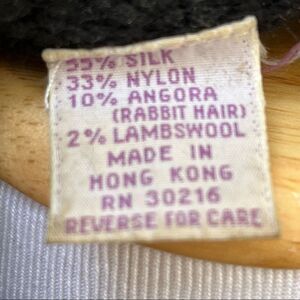 55% SILK
33% NYLON
10% ANGORA
(RABBIT HAIR)
2% LAMBSWOOL
MADE IN
HONG KONG
RN 30216
REVERSE FOR CARE